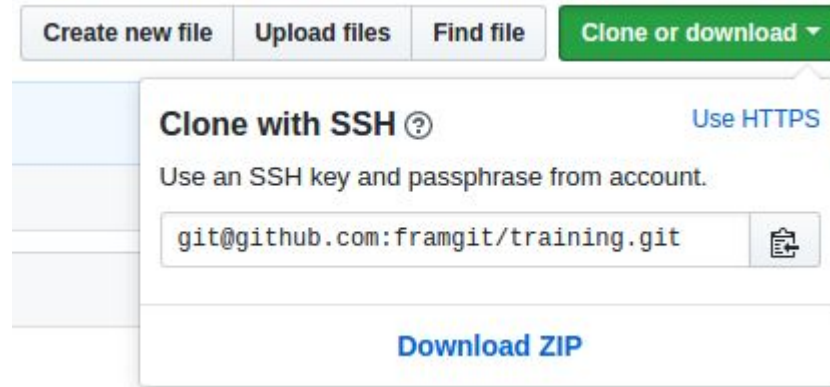 Create new file Upload files Find file Clone or download
Clone with SSH Use HTTPS
Use an SSH key and passphrase from account.
git@github.com:framgit/training.git
Download ZIP